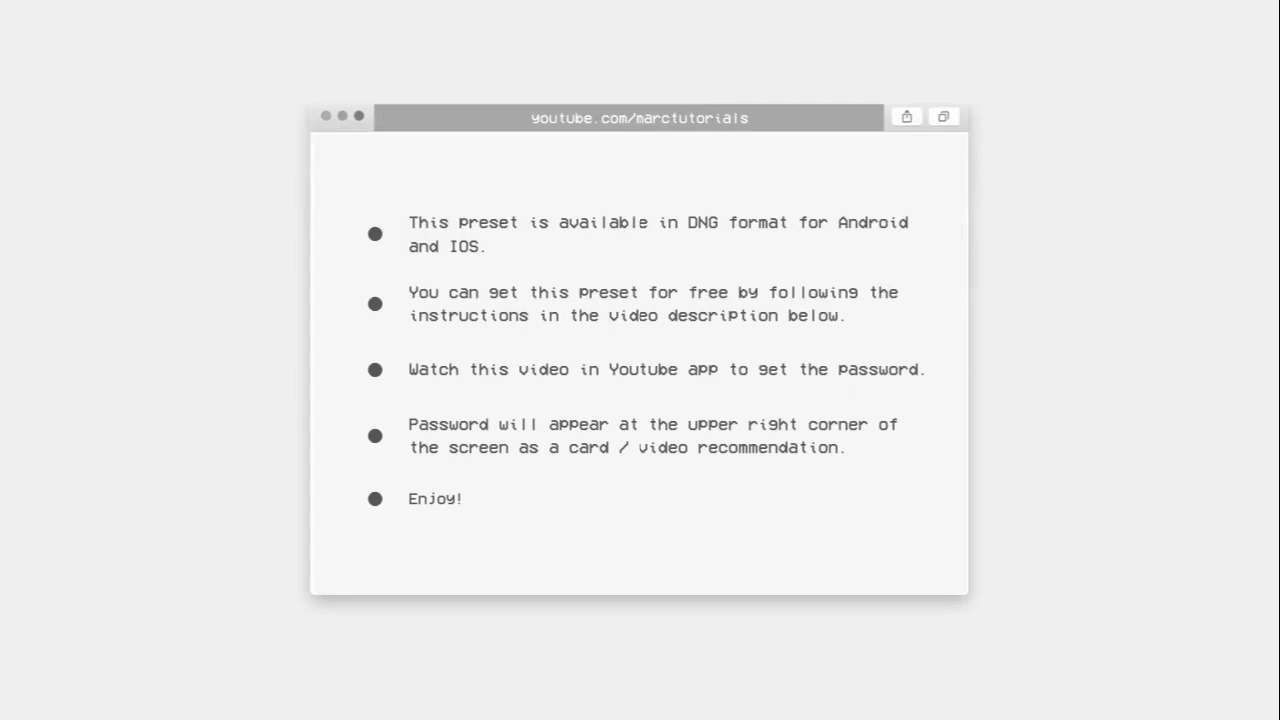 youtube.com/marctutorials
This preset is available in DNG format for Android
and IOS.
You can get this preset for free by following the
instructions in the video description below.
Watch this video in Youtube app to get the password.
Password will appear at the upper right corner of
the screen as a card / video recommendation.
Enjoy!